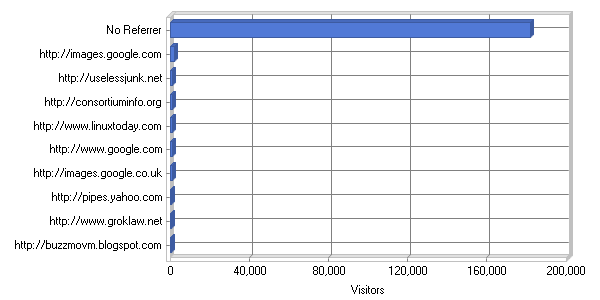 No Referrer
http://images.google.com
http://uselessjunk.net
http://consortiuminfo.org
http://www.linuxtoday.com
http://www.google.com
http://images.google.co.uk
http://pipes.yahoo.com
http://www.groklaw.net
http://buzzmovm.blogspot.com
0 40,000 80,000 120,000 160,000 200,000
Visitors